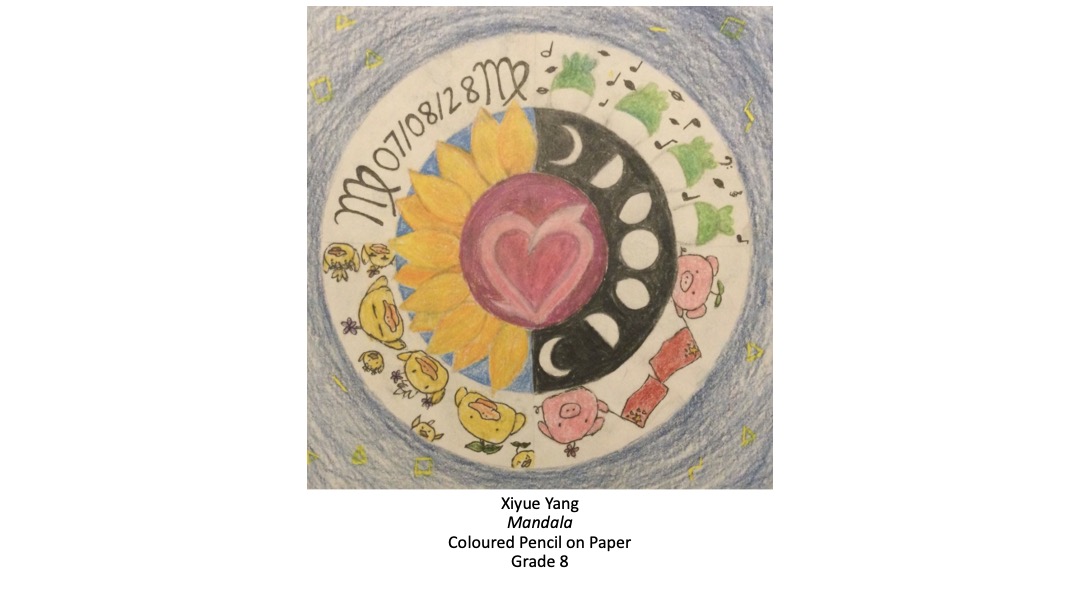 ♍07/08/28♍
Xiyue Yang
Mandala
Coloured Pencil on Paper
Grade 8